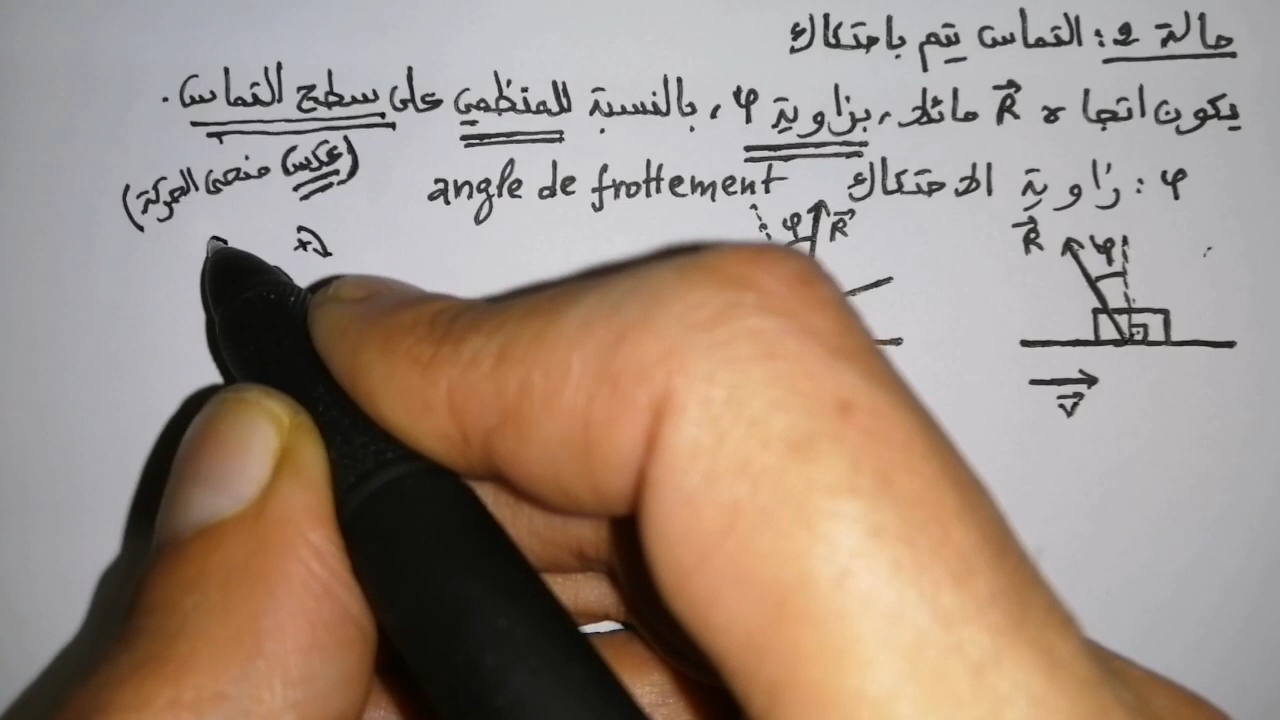 حالة 2: التماس يتم باحتكاك
يكون اتجاه R مائلا، بزاوية φ، بالنسبة للمنظمي على سطح التماس.
(عكس منحى الحركة)
φ: زاوية الاحتكاك angle de frottement
φ R
R φ
V